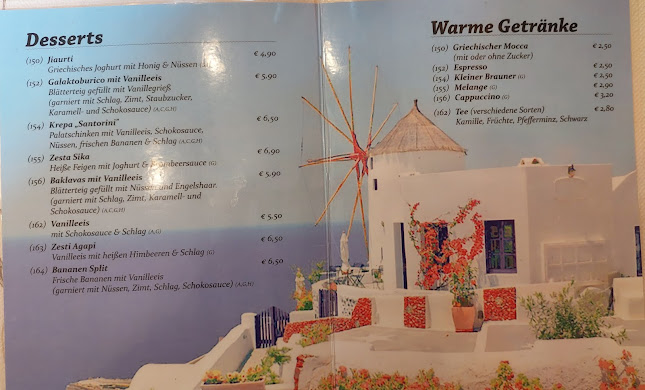 Desserts
(150) Jiaurti € 4,90
Griechisches Joghurt mit Honig & Nüssen
(152) Galaktoburico mit Vanilleeis € 5,90
Blätterteig gefüllt mit Vanillegrieß
(garniert mit Schlag, Zimt, Staubzucker,
Karamell- und Schokosauce) (A,C,G,H)
(154) Krepa „Santorini" € 6,50
Palatschinken mit Vanilleeis, Schokosauce,
Nüssen, frischen Bananen & Schlag (A,C,G,H)
(155) Zesta Sika € 6,90
Heiße Feigen mit Joghurt & Himbeersauce (G)
(156) Baklavas mit Vanilleeis € 5,90
Blätterteig gefüllt mit Nüssen und Engelshaar.
(garniert mit Schlag, Zimt, Karamell- und
Schokosauce) (A,C,G,H)
(162) Vanilleeis € 5,50
mit Schokosauce & Schlag (A,G)
(163) Zesti Agapi € 6,50
Vanilleeis mit heißen Himbeeren & Schlag (G)
(164) Bananen Split € 6,50
Frische Bananen mit Vanilleeis
(garniert mit Nüssen, Zimt, Schlag, Schokosauce) (A,G,H)
Warme Getränke
(150) Griechischer Mocca € 2,50
(mit oder ohne Zucker)
(152) Espresso € 2,50
(154) Kleiner Brauner (G) € 2,50
(155) Melange (G) € 2,90
(156) Cappuccino (G) € 3,20
(162) Tee (verschiedene Sorten) € 2,80
Kamille, Früchte, Pfefferminz, Schwarz